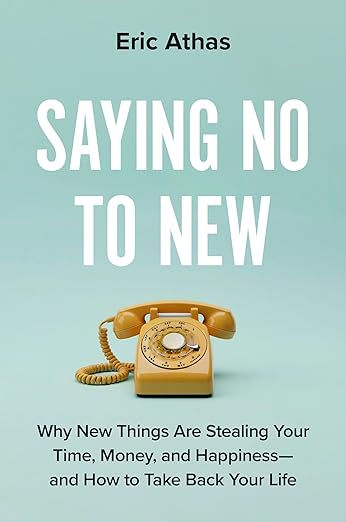 Eric Athas
SAYING NO
TO NEW
Why New Things Are Stealing Your
Time, Money, and Happiness—
and How to Take Back Your Life